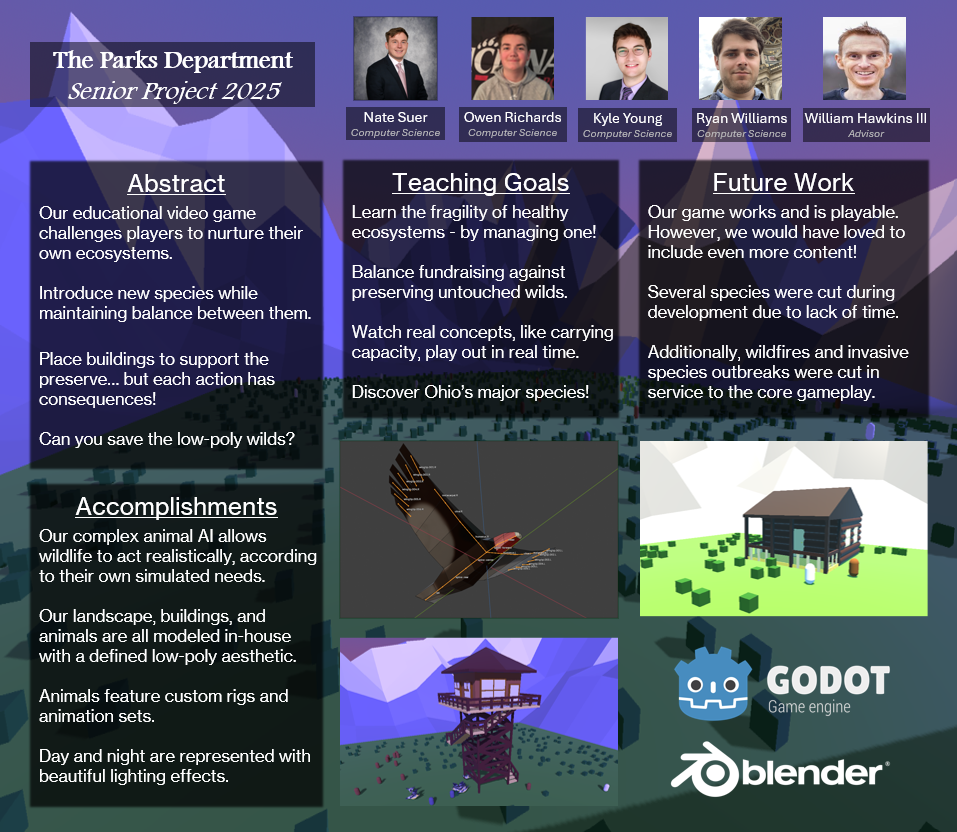 The Parks Department
Senior Project 2025
Nate Suer
Computer Science
Owen Richards
Computer Science
Kyle Young
Computer Science
Ryan Williams
Computer Science
William Hawkins III
Advisor
Abstract
Our educational video game
challenges players to nurture their
own ecosystems.
Introduce new species while
maintaining balance between them.
Place buildings to support the
preserve... but each action has
consequences!
Can you save the low-poly wilds?
Accomplishments
Our complex animal AI allows
wildlife to act realistically, according
to their own simulated needs.
Our landscape, buildings, and
animals are all modeled in-house
with a defined low-poly aesthetic.
Animals feature custom rigs and
animation sets.
Day and night are represented with
beautiful lighting effects.
Teaching Goals
Learn the fragility of healthy
ecosystems - by managing one!
Balance fundraising against
preserving untouched wilds.
Watch real concepts, like carrying
capacity, play out in real time.
Discover Ohio's major species!
Future Work
Our game works and is playable.
However, we would have loved to
include even more content!
Several species were cut during
development due to lack of time.
Additionally, wildfires and invasive
species outbreaks were cut in
service to the core gameplay.
GODOT
Game engine
blender®